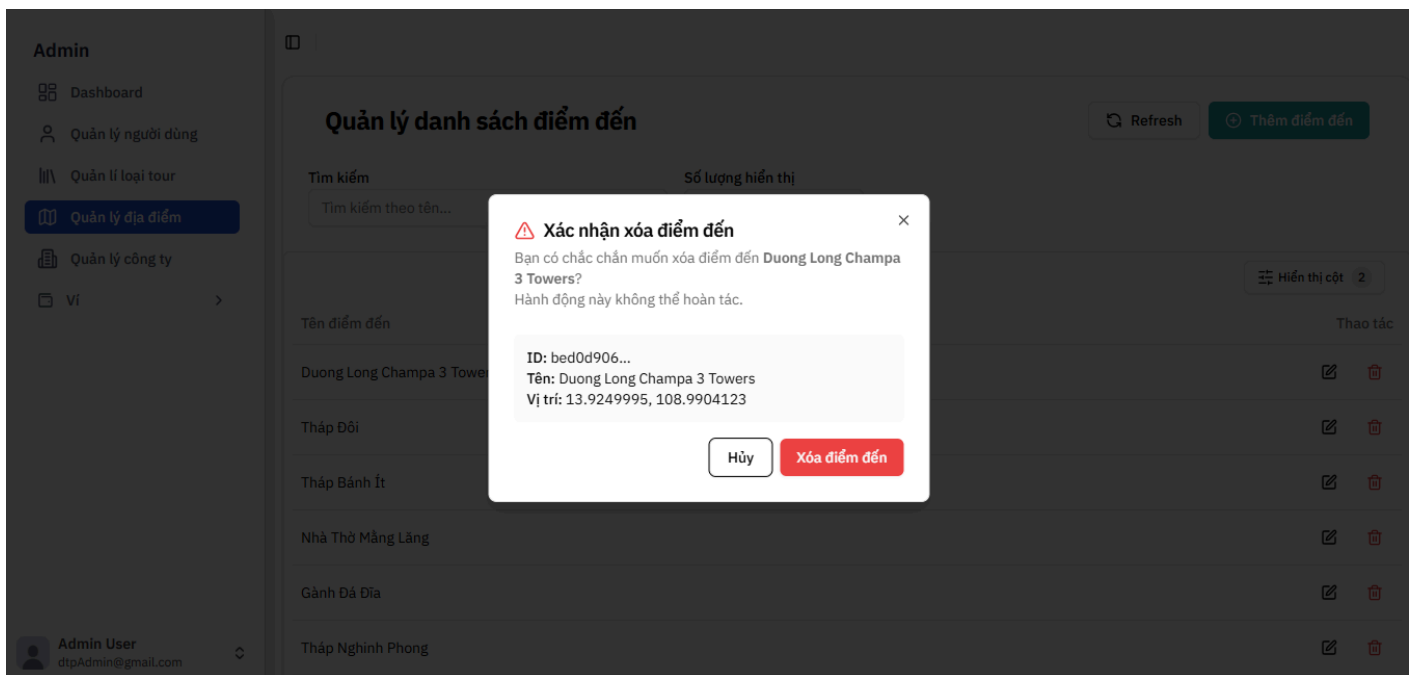 Admin
Dashboard
Quản lý người dùng
Quản lí loại tour
Quản lý địa điểm
Quản lý công ty
Ví
Admin User
dtpAdmin@gmail.com
Quản lý danh sách điểm đến
Refresh
Thêm điểm đến
Tìm kiếm
Số lượng hiển thị
Tìm kiếm theo tên...
Hiển thị cột 2
Tên điểm đến
Thao tác
Duong Long Champa 3 Tower
Tháp Đôi
Tháp Bánh Ít
Nhà Thờ Mằng Lăng
Gành Đá Đĩa
Tháp Nghinh Phong
Xác nhận xóa điểm đến
Bạn có chắc chắn muốn xóa điểm đến Duong Long Champa
3 Towers?
Hành động này không thể hoàn tác.
ID: bed0d906...
Tên: Duong Long Champa 3 Towers
Vị trí: 13.9249995, 108.9904123
Hủy
Xóa điểm đến